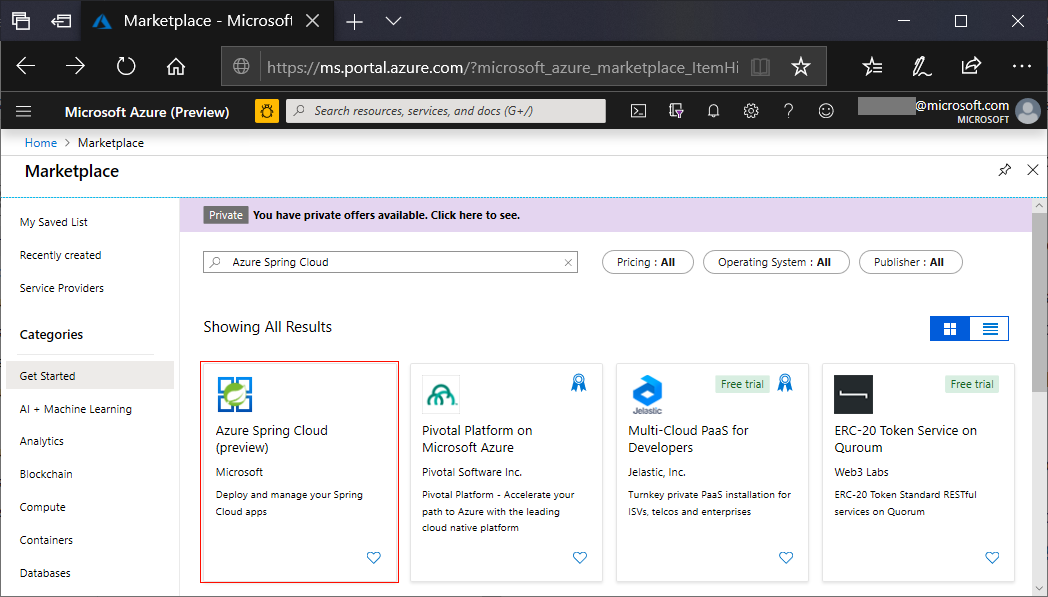 Marketplace - Microsoft
https://ms.portal.azure.com/?microsoft_azure_marketplace_ItemHi
Microsoft Azure (Preview)
Search resources, services, and docs (G+/)
@microsoft.com
MICROSOFT
Home > Marketplace
Marketplace
My Saved List
Recently created
Service Providers
Categories
Get Started
AI + Machine Learning
Analytics
Blockchain
Compute
Containers
Databases
Private You have private offers available. Click here to see.
Azure Spring Cloud
Pricing : All
Operating System : All
Publisher : All
Showing All Results
Azure Spring Cloud
(preview)
Microsoft
Deploy and manage your Spring
Cloud apps
Pivotal Platform on
Microsoft Azure
Pivotal Software Inc.
Pivotal Platform - Accelerate your
path to Azure with the leading
cloud native platform
Jelastic
Free trial
Multi-Cloud PaaS for
Developers
Jelastic, Inc.
Turnkey private PaaS installation for
ISVs, telcos and enterprises
Free trial
ERC-20 Token Service on
Quroum
Web3 Labs
ERC-20 Token Standard RESTful
services on Quorum